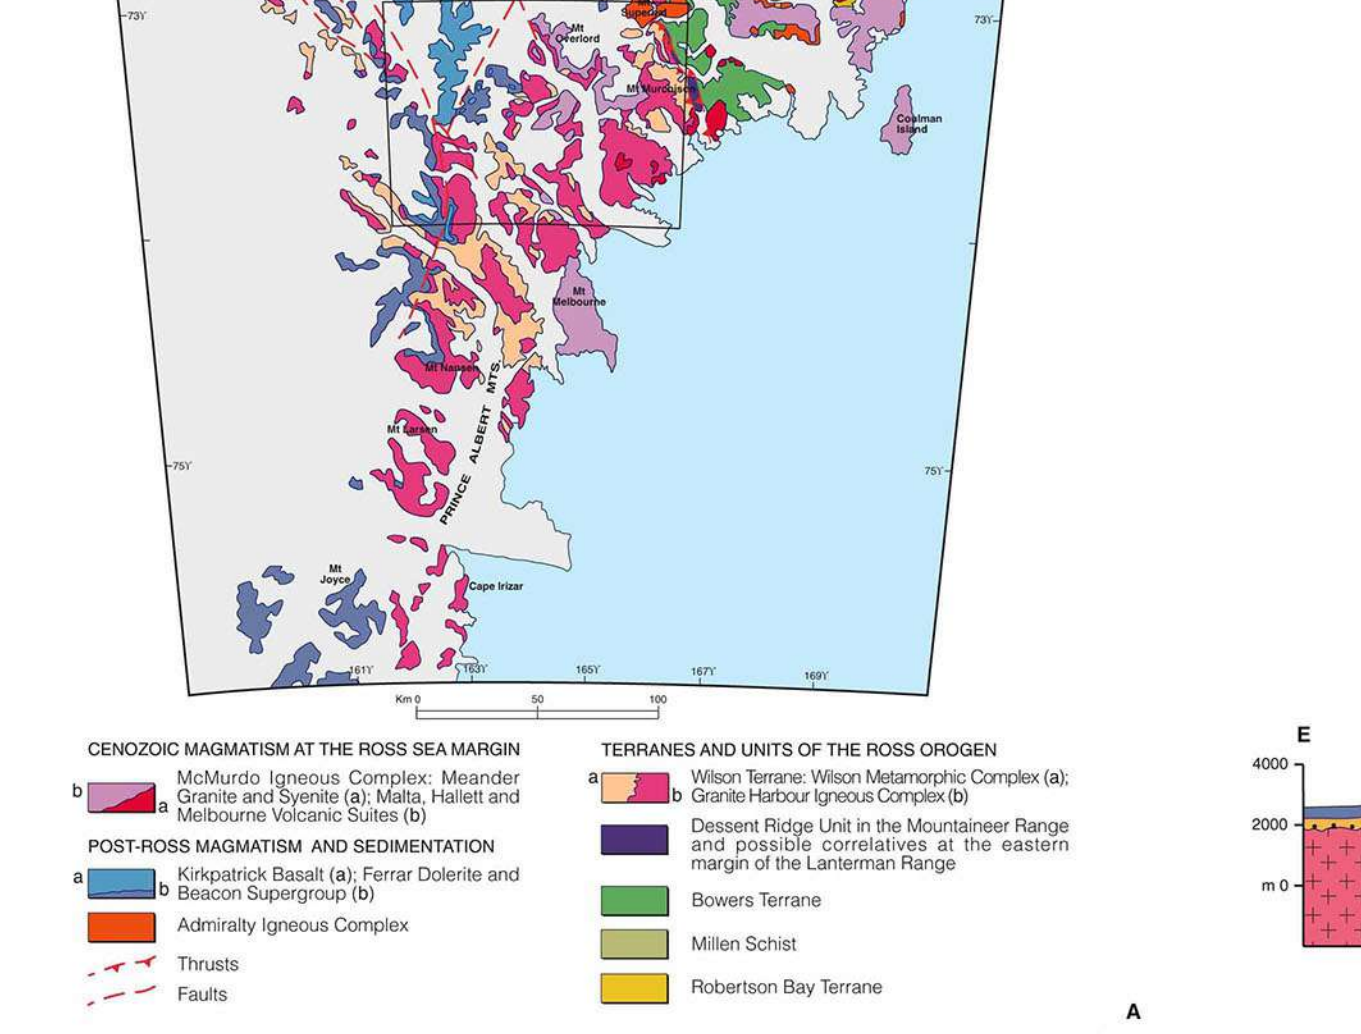 73°
73°
Mt
Superior
Mt
Overlord
Mt Murchison
Coulman
Island
Mt
Melbourne
Mt Nansen
PRINCE ALBERT MTS.
Mt Larsen
75°
75°
Mt
Joyce
Cape Irizar
161°
163°
165°
167°
169°
Km 0 50 100
CENOZOIC MAGMATISM AT THE ROSS SEA MARGIN
b
a
McMurdo Igneous Complex: Meander
Granite and Syenite (a); Malta, Hallett and
Melbourne Volcanic Suites (b)
POST-ROSS MAGMATISM AND SEDIMENTATION
a
b
Kirkpatrick Basalt (a); Ferrar Dolerite and
Beacon Supergroup (b)
Admiralty Igneous Complex
Thrusts
Faults
TERRANES AND UNITS OF THE ROSS OROGEN
a
b
Wilson Terrane: Wilson Metamorphic Complex (a);
Granite Harbour Igneous Complex (b)
Dessent Ridge Unit in the Mountaineer Range
and possible correlatives at the eastern
margin of the Lanterman Range
Bowers Terrane
Millen Schist
Robertson Bay Terrane
E
4000
2000
m 0
A